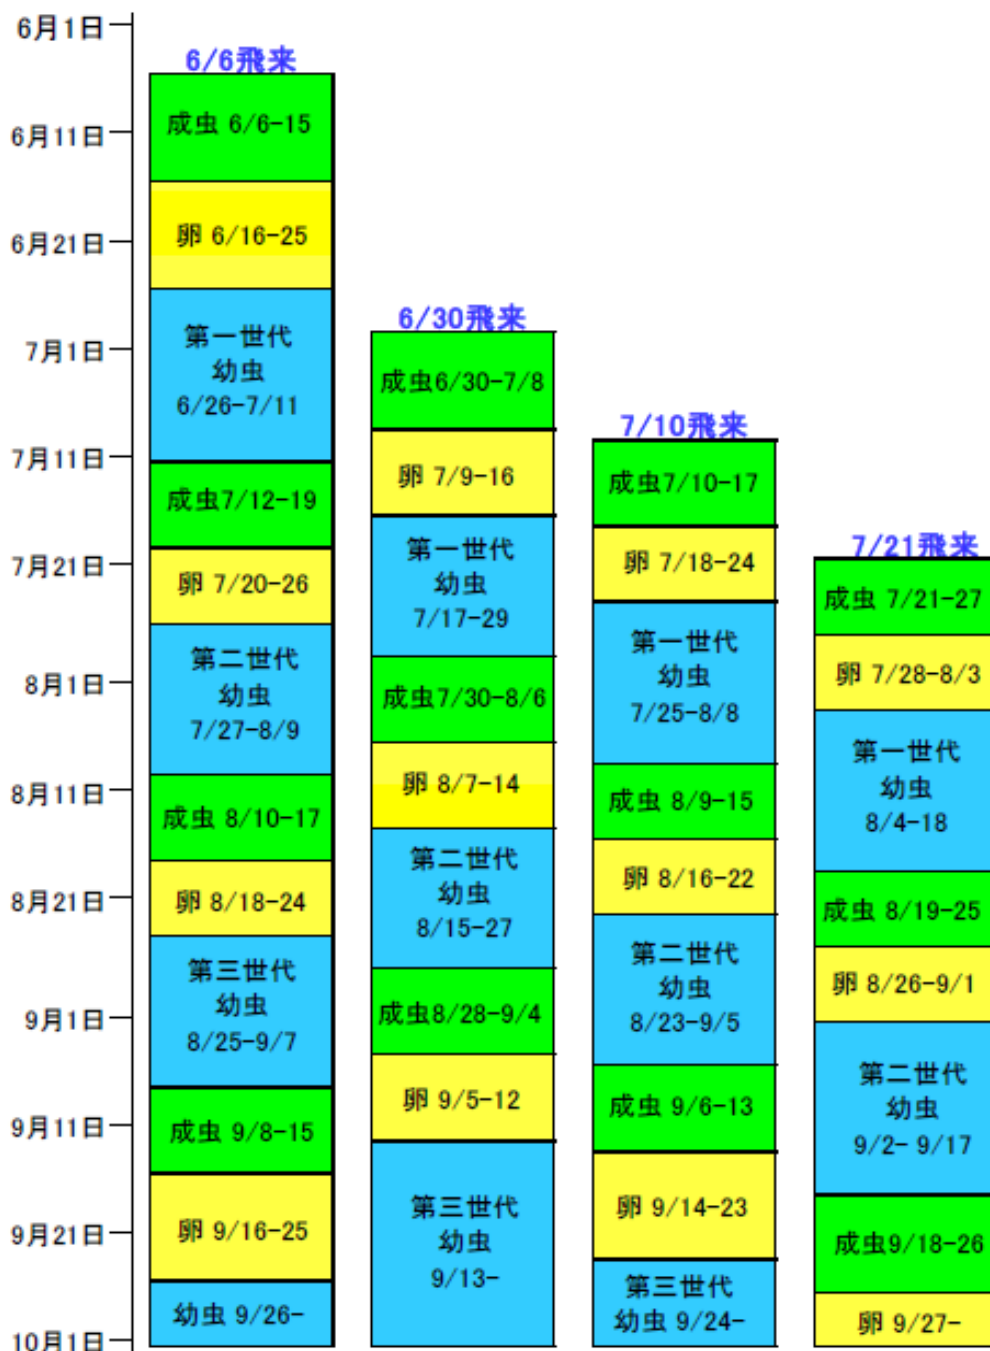 6月1日
6月11日
6月21日
7月1日
7月11日
7月21日
8月1日
8月11日
8月21日
9月1日
9月11日
9月21日
10月1日
6/6飛来
成虫 6/6-15
卵 6/16-25
第一世代
幼虫
6/26-7/11
成虫7/12-19
卵 7/20-26
第二世代
幼虫
7/27-8/9
成虫 8/10-17
卵 8/18-24
第三世代
幼虫
8/25-9/7
成虫 9/8-15
卵 9/16-25
幼虫 9/26-
6/30飛来
成虫6/30-7/8
卵 7/9-16
第一世代
幼虫
7/17-29
成虫7/30-8/6
卵 8/7-14
第二世代
幼虫
8/15-27
成虫8/28-9/4
卵 9/5-12
第三世代
幼虫
9/13-
7/10飛来
成虫7/10-17
卵 7/18-24
第一世代
幼虫
7/25-8/8
成虫 8/9-15
卵 8/16-22
第二世代
幼虫
8/23-9/5
成虫 9/6-13
卵 9/14-23
第三世代
幼虫 9/24-
7/21飛来
成虫 7/21-27
卵 7/28-8/3
第一世代
幼虫
8/4-18
成虫 8/19-25
卵 8/26-9/1
第二世代
幼虫
9/2- 9/17
成虫9/18-26
卵 9/27-